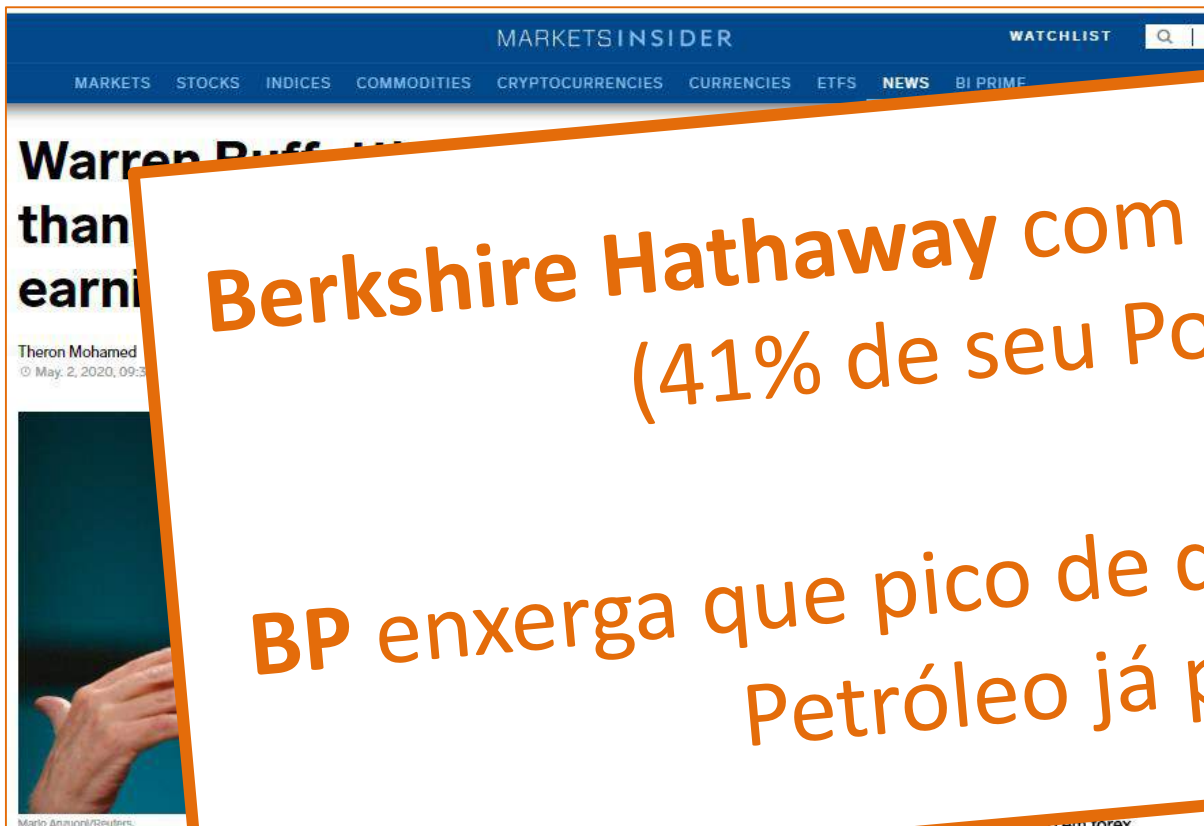 MARKETSINSIDER
WATCHLIST
MARKETS STOCKS INDICES COMMODITIES CRYPTOCURRENCIES CURRENCIES ETFS NEWS BI PRIME
Warren
than
earni
Theron Mohamed
May. 2, 2020, 09:3
Berkshire Hathaway com
(41% de seu Po
BP enxerga que pico de
Petróleo já p
Mario Anzuoni/Reuters
forex